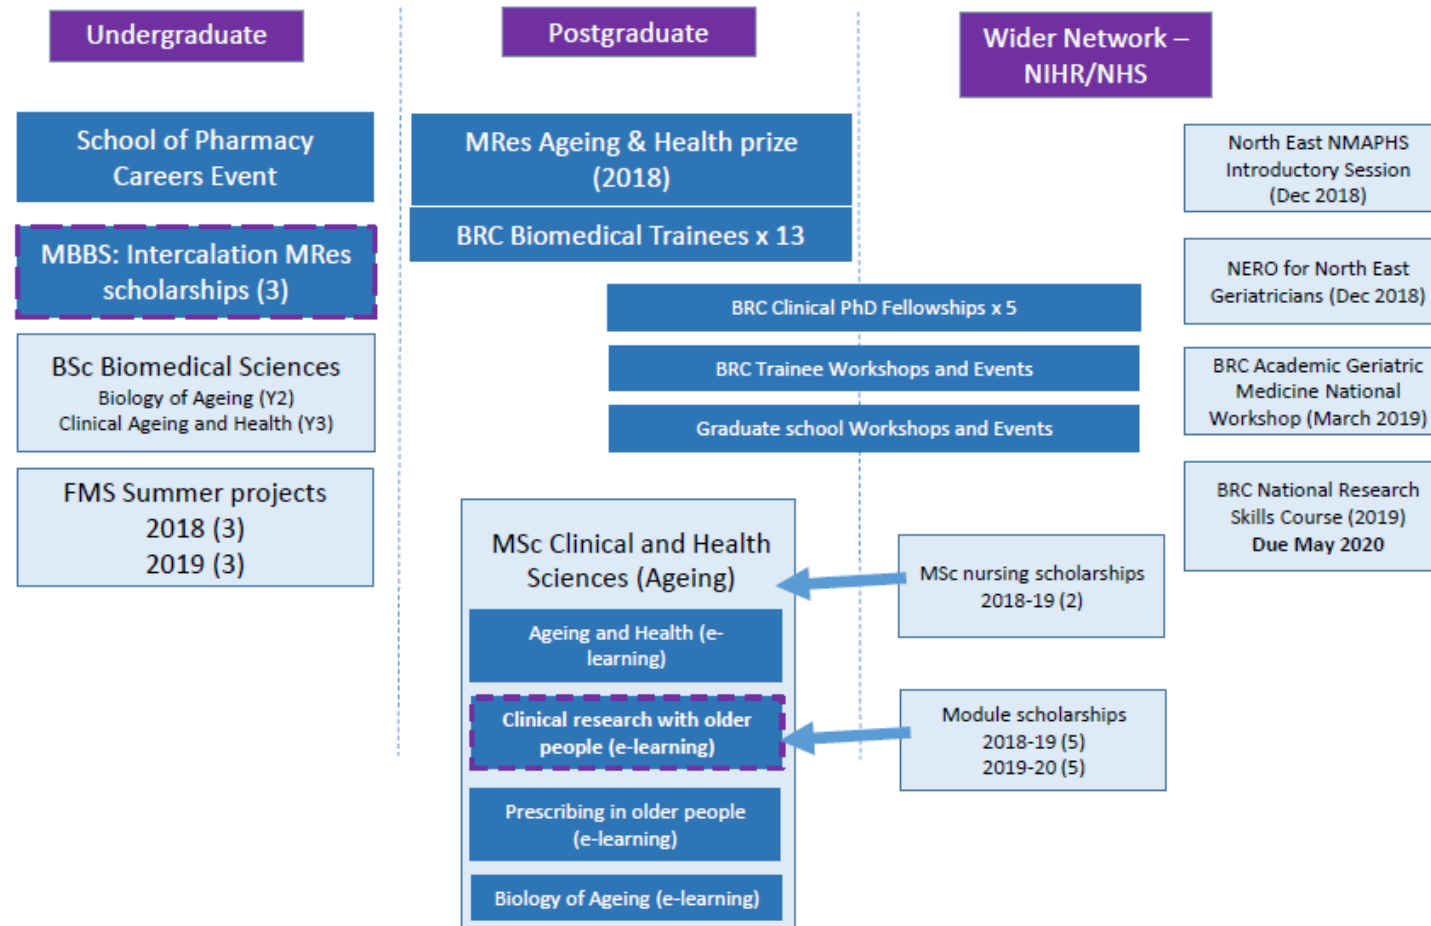 Undergraduate
Postgraduate
Wider Network –
NIHR/NHS
School of Pharmacy
Careers Event
MBBS: Intercalation MRes
scholarships (3)
BSc Biomedical Sciences
Biology of Ageing (Y2)
Clinical Ageing and Health (Y3)
FMS Summer projects
2018 (3)
2019 (3)
MRes Ageing & Health prize
(2018)
BRC Biomedical Trainees x 13
BRC Clinical PhD Fellowships x 5
BRC Trainee Workshops and Events
Graduate school Workshops and Events
MSc Clinical and Health
Sciences (Ageing)
Ageing and Health (e-
learning)
Clinical research with older
people (e-learning)
Prescribing in older people
(e-learning)
Biology of Ageing (e-learning)
MSc nursing scholarships
2018-19 (2)
Module scholarships
2018-19 (5)
2019-20 (5)
North East NMAPHS
Introductory Session
(Dec 2018)
NERO for North East
Geriatricians (Dec 2018)
BRC Academic Geriatric
Medicine National
Workshop (March 2019)
BRC National Research
Skills Course (2019)
Due May 2020